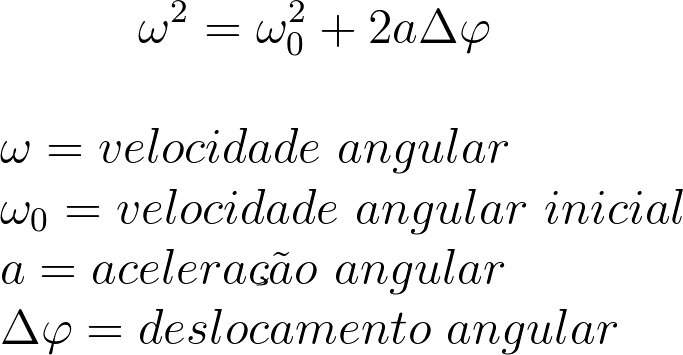 ω² = ω₀² + 2aΔφ
ω = velocidade angular
ω₀ = velocidade angular inicial
a = aceleração angular
Δφ = deslocamento angular